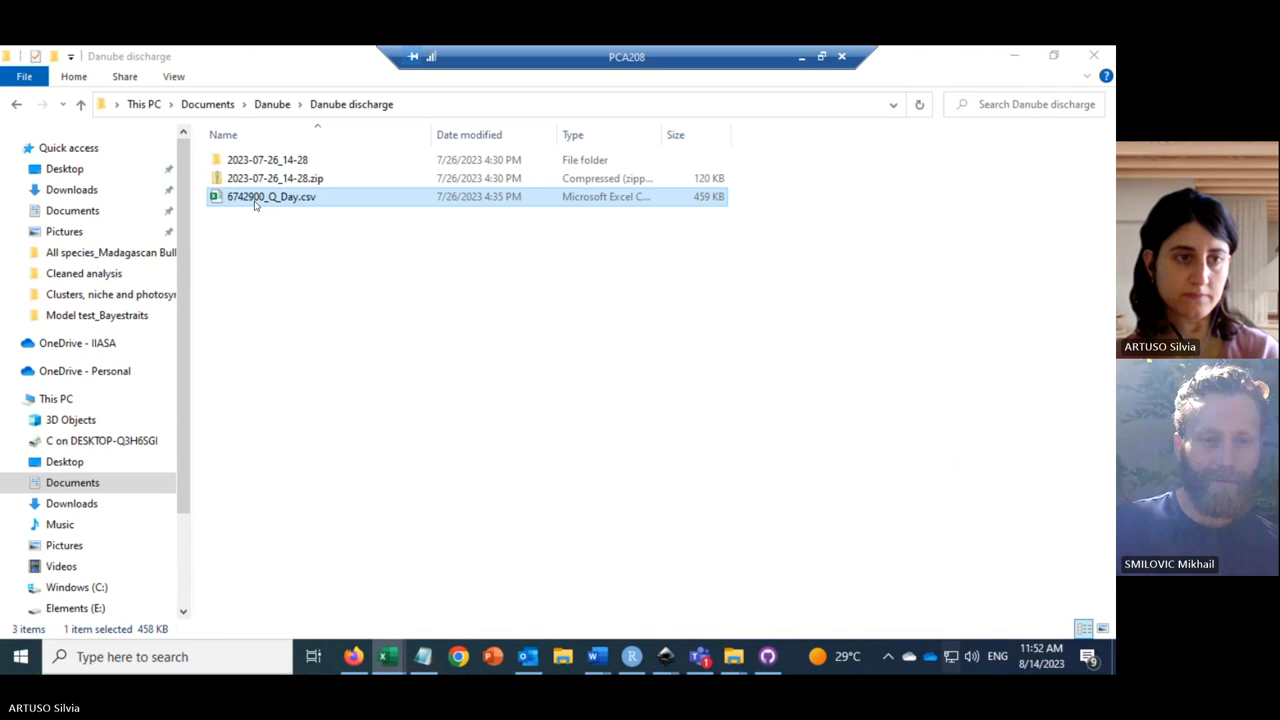 Danube discharge
PCA208
File
Home
Share
View
This PC
Documents
Danube
Danube discharge
Search Danube discharge
Name
Date modified
Type
Size
2023-07-26_14-28
7/26/2023 4:30 PM
File folder
2023-07-26_14-28.zip
7/26/2023 4:30 PM
Compressed (zipp...
120 KB
6742900_Q_Day.csv
7/26/2023 4:35 PM
Microsoft Excel C...
459 KB
Quick access
Desktop
Downloads
Documents
Pictures
All species_Madagascan Bull
Cleaned analysis
Clusters, niche and photosyr
Model test_Bayestraits
OneDrive - IIASA
OneDrive - Personal
This PC
3D Objects
C on DESKTOP-Q3H6SGI
Desktop
Documents
Downloads
Music
Pictures
Videos
Windows (C:)
Elements (E:)
3 items
1 item selected 458 KB
Type here to search
29°C
ENG
11:52 AM
8/14/2023
9
ARTUSO Silvia
SMILOVIC Mikhail
ARTUSO Silvia